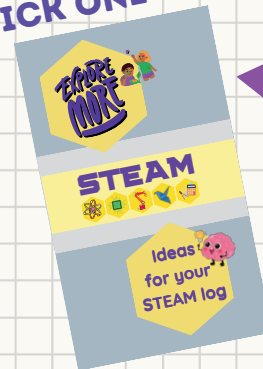 ICK ONE
EXPLORE
MORE
STEAM
Ideas
for your
STEAM log